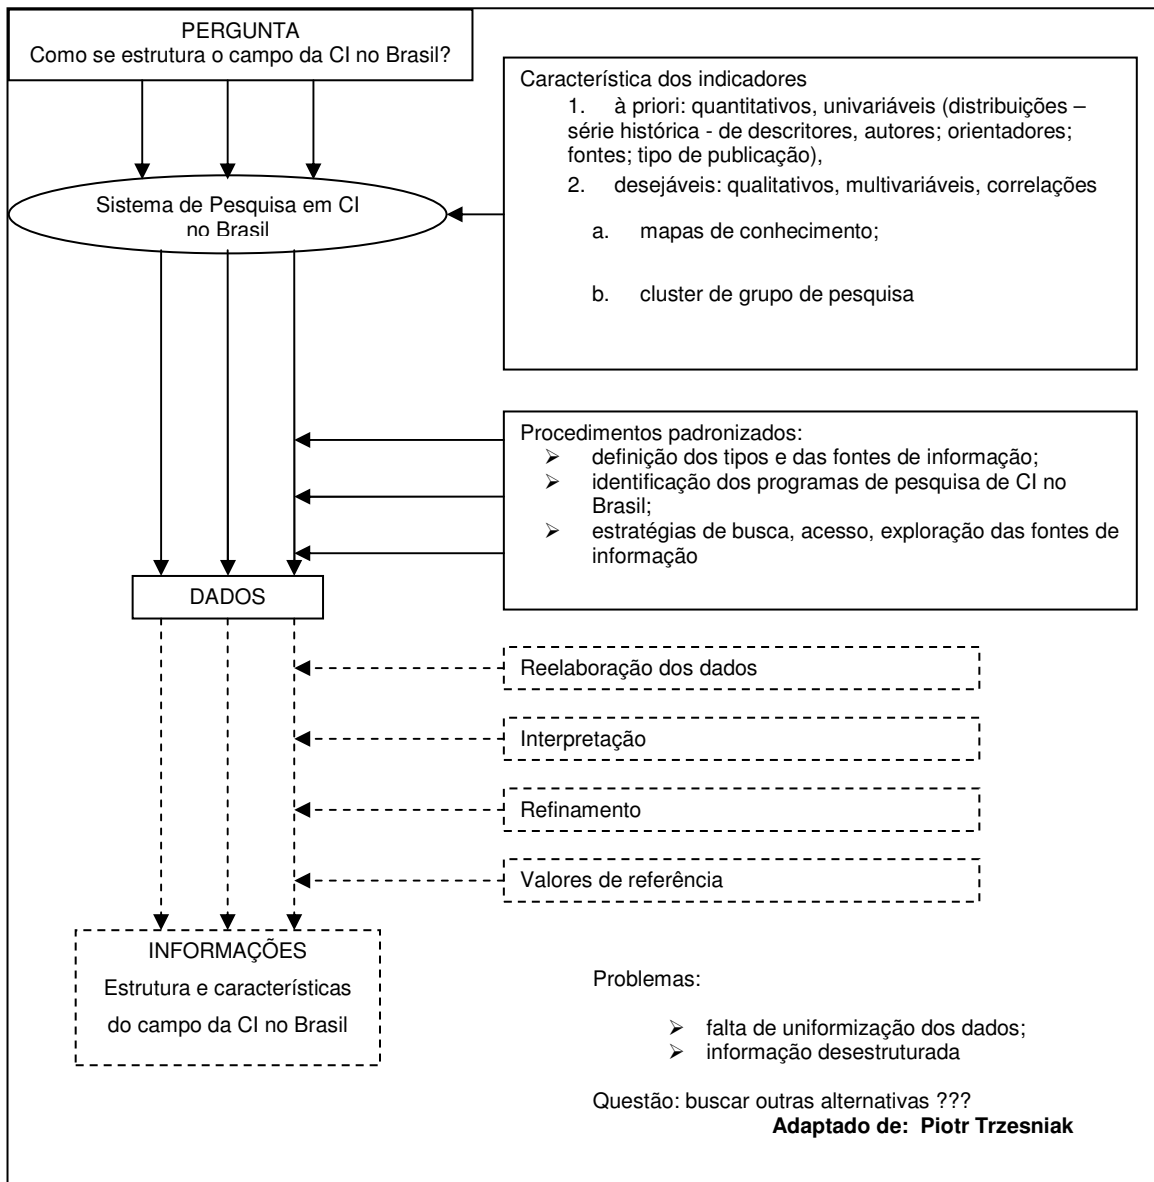 PERGUNTA
Como se estrutura o campo da CI no Brasil?
Característica dos indicadores
1. à priori: quantitativos, univariáveis (distribuições –
série histórica - de descritores, autores; orientadores;
fontes; tipo de publicação),
2. desejáveis: qualitativos, multivariáveis, correlações
a. mapas de conhecimento;
b. cluster de grupo de pesquisa
Sistema de Pesquisa em CI
no Brasil
Procedimentos padronizados:
➢ definição dos tipos e das fontes de informação;
➢ identificação dos programas de pesquisa de CI no
Brasil;
➢ estratégias de busca, acesso, exploração das fontes de
informação
DADOS
Reelaboração dos dados
Interpretação
Refinamento
Valores de referência
INFORMAÇÕES
Estrutura e características
do campo da CI no Brasil
Problemas:
➢ falta de uniformização dos dados;
➢ informação desestruturada
Questão: buscar outras alternativas ???
Adaptado de: Piotr Trzesniak